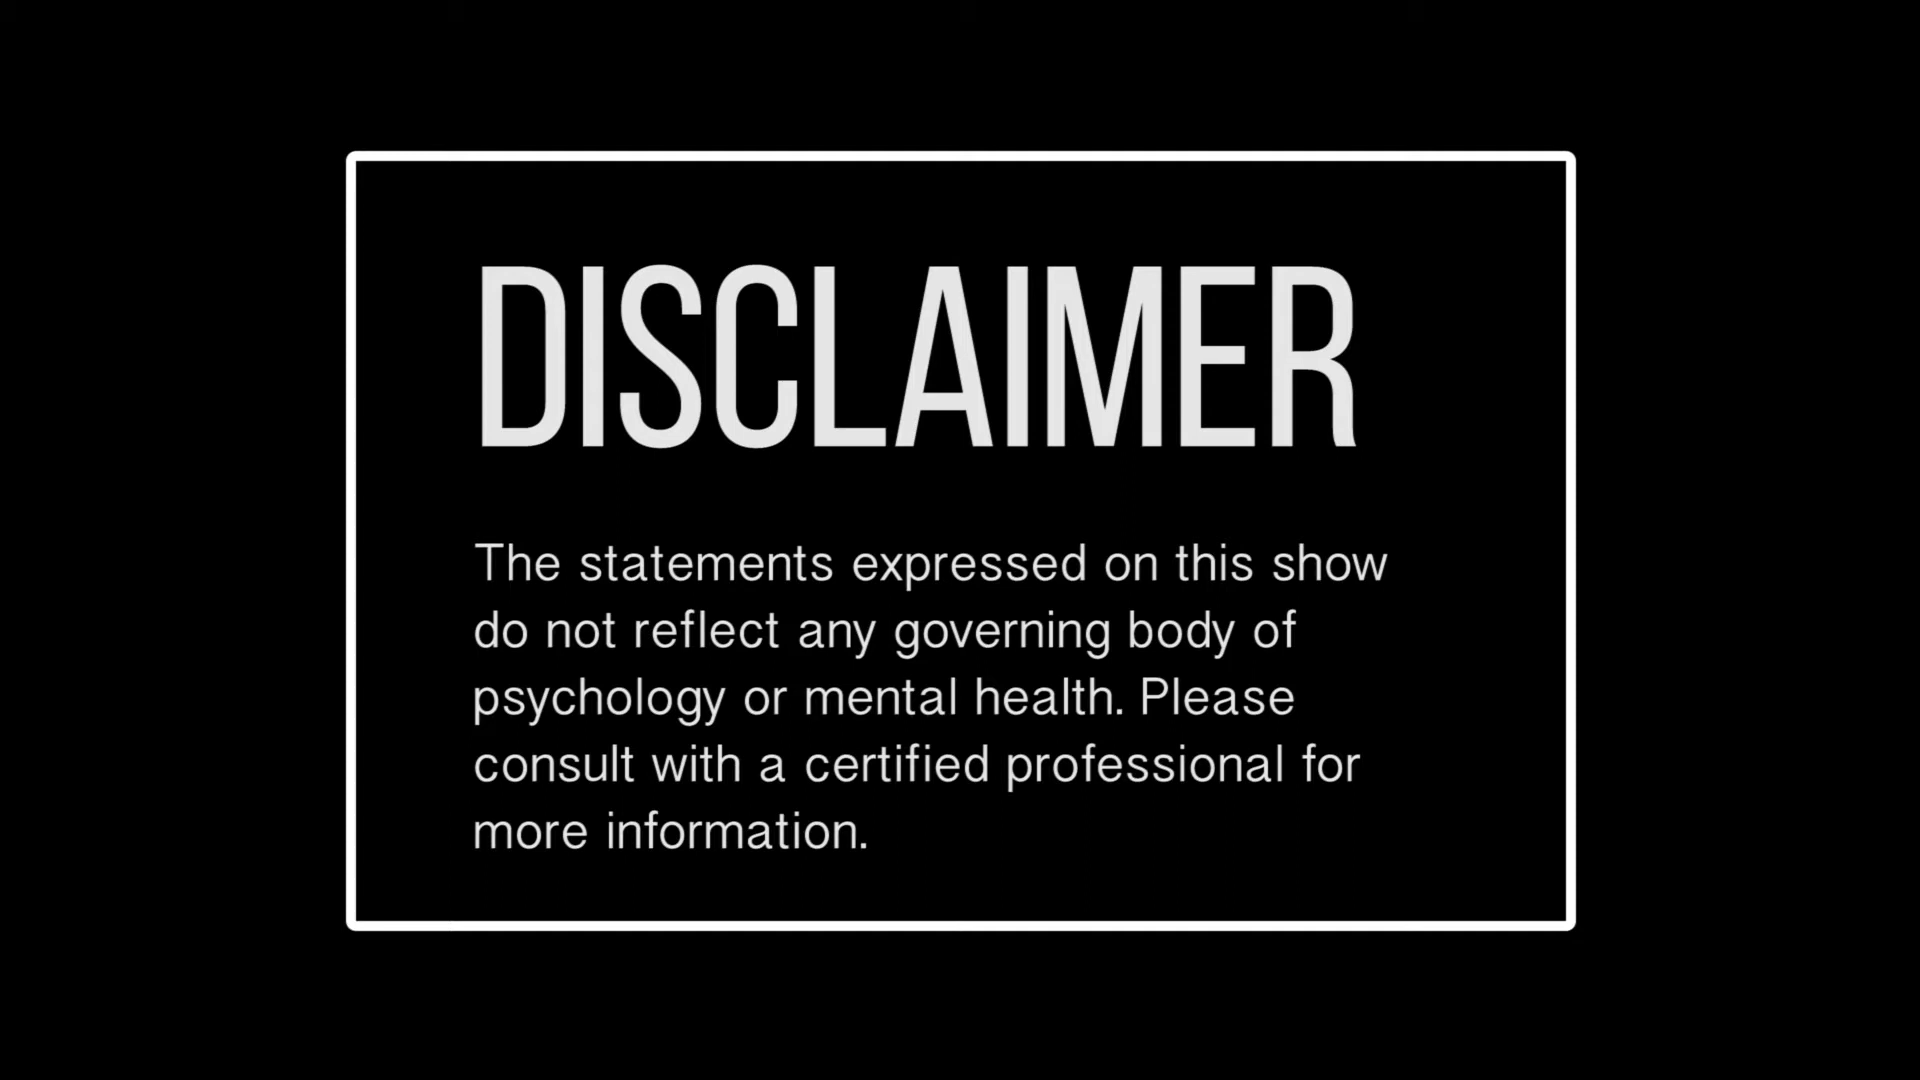 DISCLAIMER
The statements expressed on this show
do not reflect any governing body of
psychology or mental health. Please
consult with a certified professional for
more information.